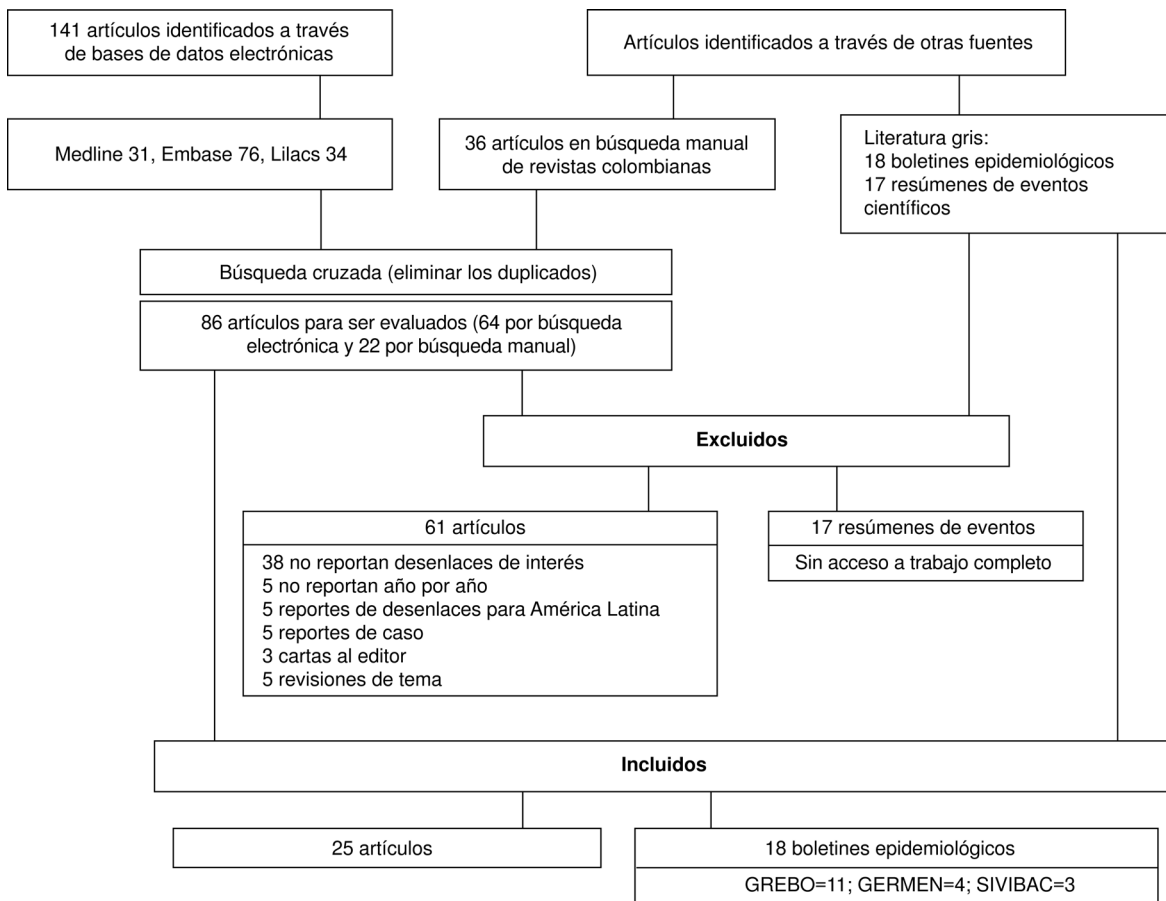 141 artículos identificados a través
de bases de datos electrónicas
Artículos identificados a través de otras fuentes
Medline 31, Embase 76, Lilacs 34
36 artículos en búsqueda manual
de revistas colombianas
Literatura gris:
18 boletines epidemiológicos
17 resúmenes de eventos
científicos
Búsqueda cruzada (eliminar los duplicados)
86 artículos para ser evaluados (64 por búsqueda
electrónica y 22 por búsqueda manual)
Excluidos
61 artículos
38 no reportan desenlaces de interés
5 no reportan año por año
5 reportes de desenlaces para América Latina
5 reportes de caso
3 cartas al editor
5 revisiones de tema
17 resúmenes de eventos
Sin acceso a trabajo completo
Incluidos
25 artículos
18 boletines epidemiológicos
GREBO=11; GERMEN=4; SIVIBAC=3